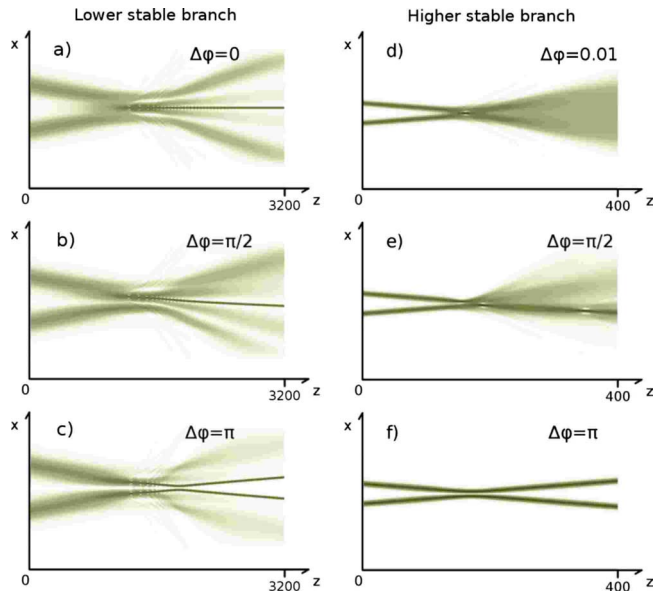 Lower stable branch
Higher stable branch
x
a)
Δφ=0
0
3200
z
x
d)
Δφ=0.01
0
400
z
x
b)
Δφ=π/2
0
3200
z
x
e)
Δφ=π/2
0
400
z
x
c)
Δφ=π
0
3200
z
x
f)
Δφ=π
0
400
z